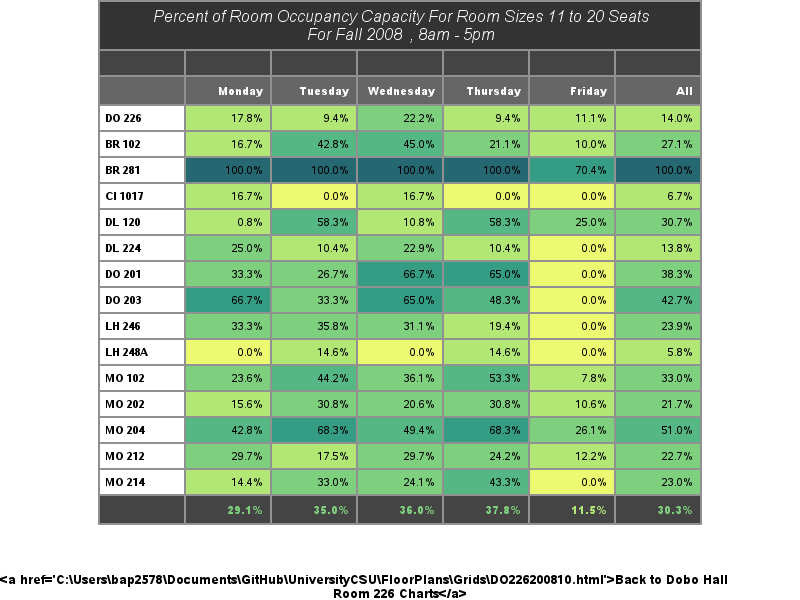 Percent of Room Occupancy Capacity For Room Sizes 11 to 20 Seats
For Fall 2008 , 8am - 5pm
Monday Tuesday Wednesday Thursday Friday All
DO 226 17.8% 9.4% 22.2% 9.4% 11.1% 14.0%
BR 102 16.7% 42.8% 45.0% 21.1% 10.0% 27.1%
BR 281 100.0% 100.0% 100.0% 100.0% 70.4% 100.0%
CI 1017 16.7% 0.0% 16.7% 0.0% 0.0% 6.7%
DL 120 0.8% 58.3% 10.8% 58.3% 25.0% 30.7%
DL 224 25.0% 10.4% 22.9% 10.4% 0.0% 13.8%
DO 201 33.3% 26.7% 66.7% 65.0% 0.0% 38.3%
DO 203 66.7% 33.3% 65.0% 48.3% 0.0% 42.7%
LH 246 33.3% 35.8% 31.1% 19.4% 0.0% 23.9%
LH 248A 0.0% 14.6% 0.0% 14.6% 0.0% 5.8%
MO 102 23.6% 44.2% 36.1% 53.3% 7.8% 33.0%
MO 202 15.6% 30.8% 20.6% 30.8% 10.6% 21.7%
MO 204 42.8% 68.3% 49.4% 68.3% 26.1% 51.0%
MO 212 29.7% 17.5% 29.7% 24.2% 12.2% 22.7%
MO 214 14.4% 33.0% 24.1% 43.3% 0.0% 23.0%
29.1% 35.0% 36.0% 37.8% 11.5% 30.3%
<a href='C:\Users\bap2578\Documents\GitHub\UniversityCSU\FloorPlans\Grids\DO226200810.html'>Back to Dobo Hall
Room 226 Charts</a>